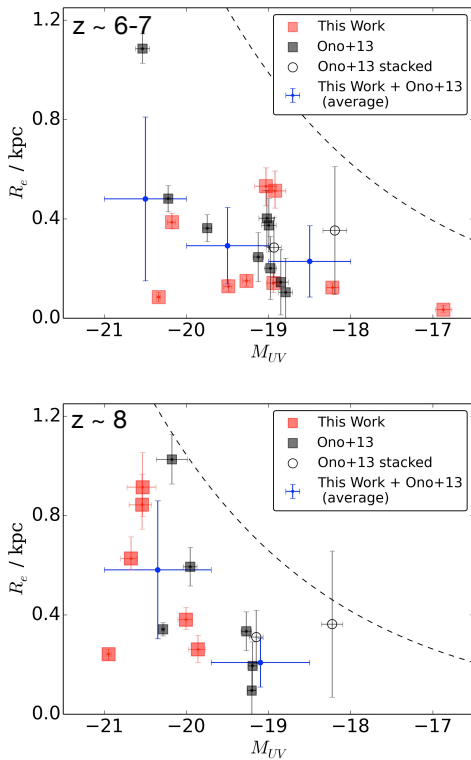 z ~ 6-7
This Work
Ono+13
Ono+13 stacked
This Work + Ono+13
(average)
1.2
0.8
0.4
0.0
R_e / kpc
−21 −20 −19 −18 −17
M_UV
z ~ 8
This Work
Ono+13
Ono+13 stacked
This Work + Ono+13
(average)
1.2
0.8
0.4
0.0
R_e / kpc
−21 −20 −19 −18 −17
M_UV